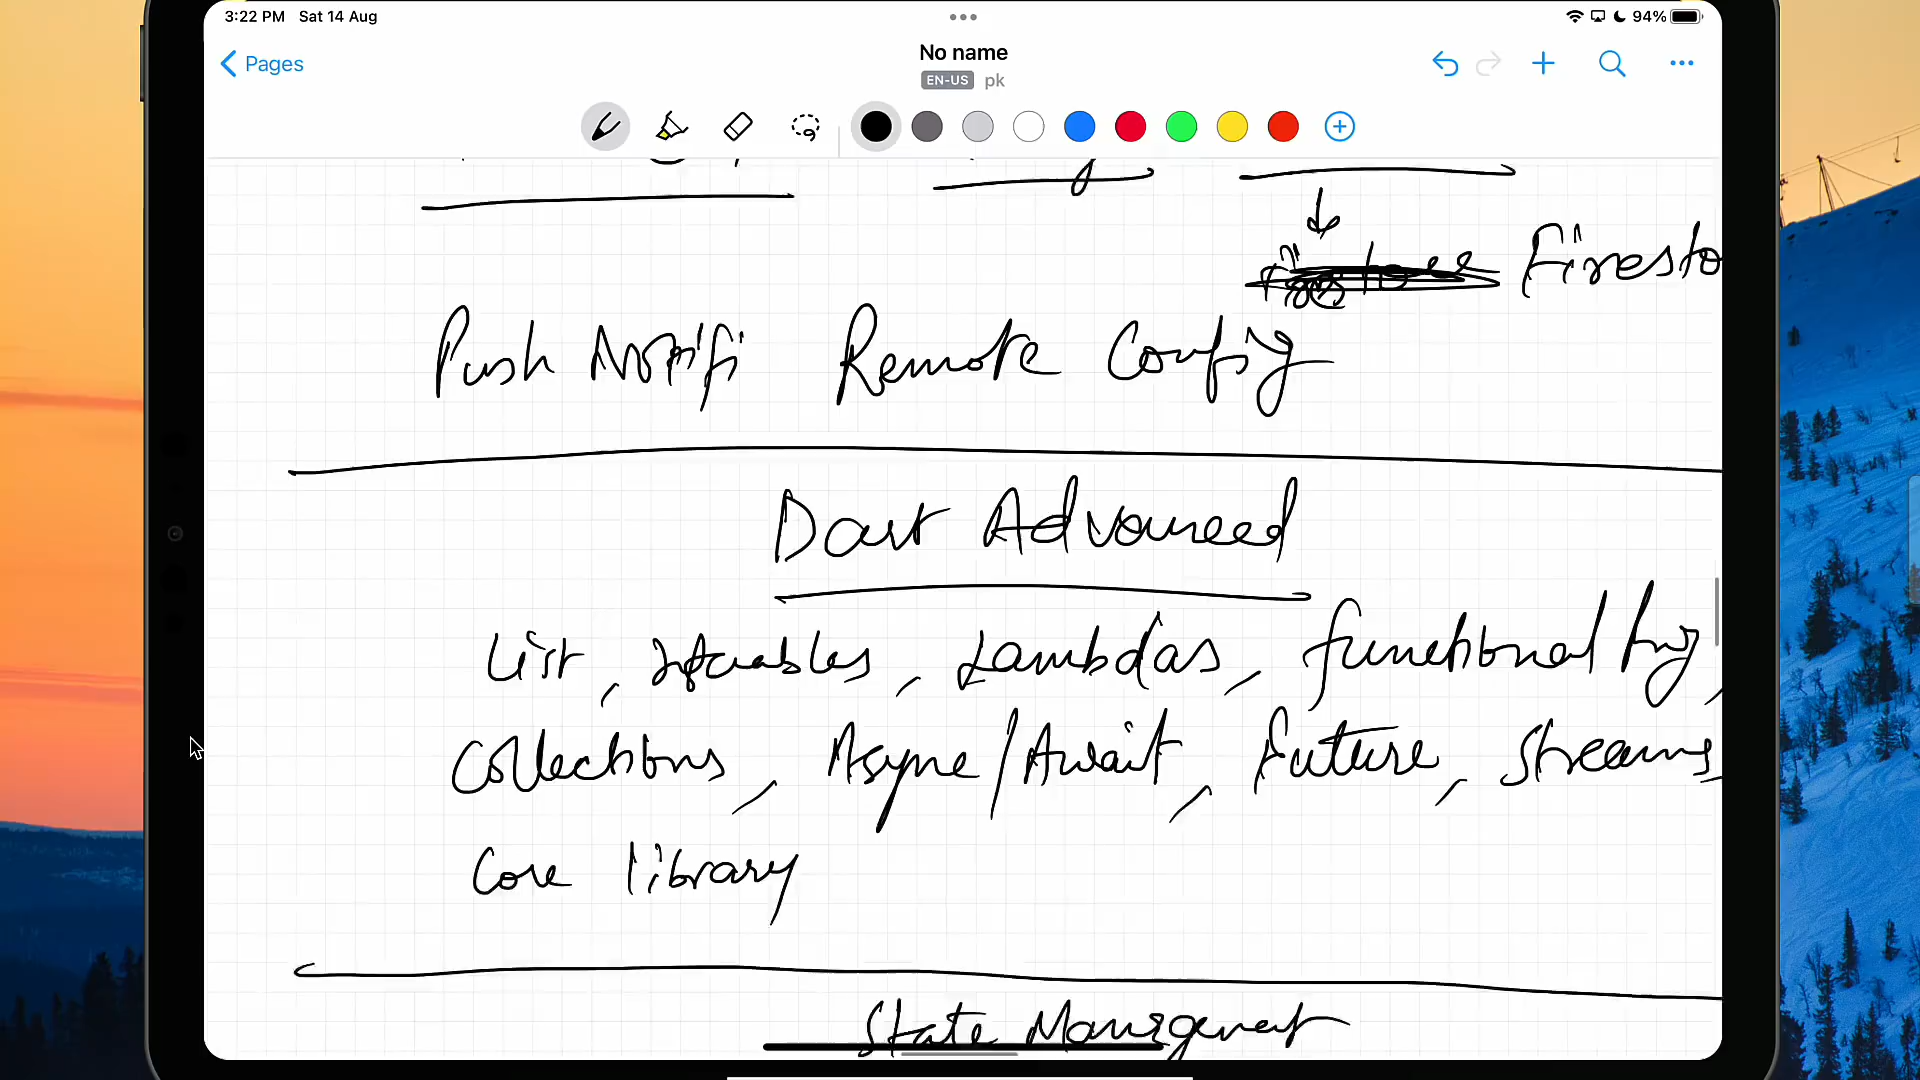 3:22 PM Sat 14 Aug
94%
Pages
No name
EN-US pk
Firesto
Push Notifi Remote Config
Dart Advanced
List, Iterables, Lambdas, functional Prg,
Collections, Async/Await, Future, Streams,
Core library
State Management